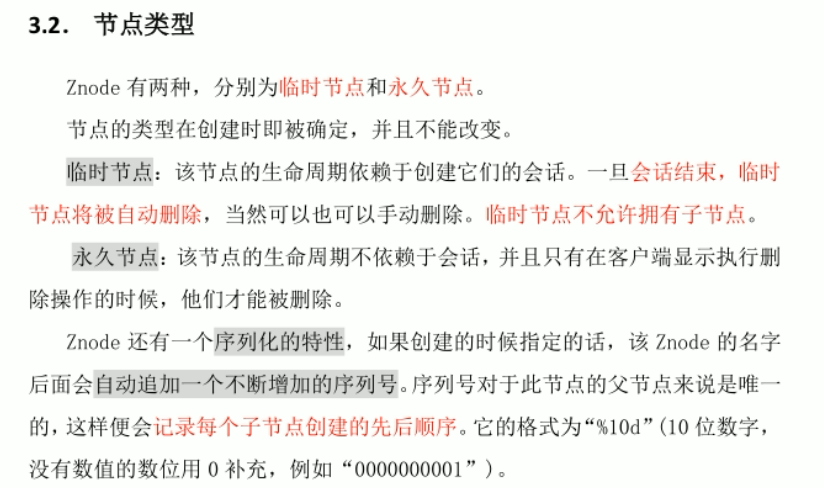 3.2. 节点类型
Znode 有两种，分别为临时节点和永久节点。
节点的类型在创建时即被确定，并且不能改变。
临时节点：该节点的生命周期依赖于创建它们的会话。一旦会话结束，临时
节点将被自动删除，当然可以也可以手动删除。临时节点不允许拥有子节点。
永久节点：该节点的生命周期不依赖于会话，并且只有在客户端显示执行删
除操作的时候，他们才能被删除。
Znode 还有一个序列化的特性，如果创建的时候指定的话，该 Znode 的名字
后面会自动追加一个不断增加的序列号。序列号对于此节点的父节点来说是唯一
的，这样便会记录每个子节点创建的先后顺序。它的格式为“%10d”(10 位数字，
没有数值的数位用 0 补充，例如“0000000001”)。